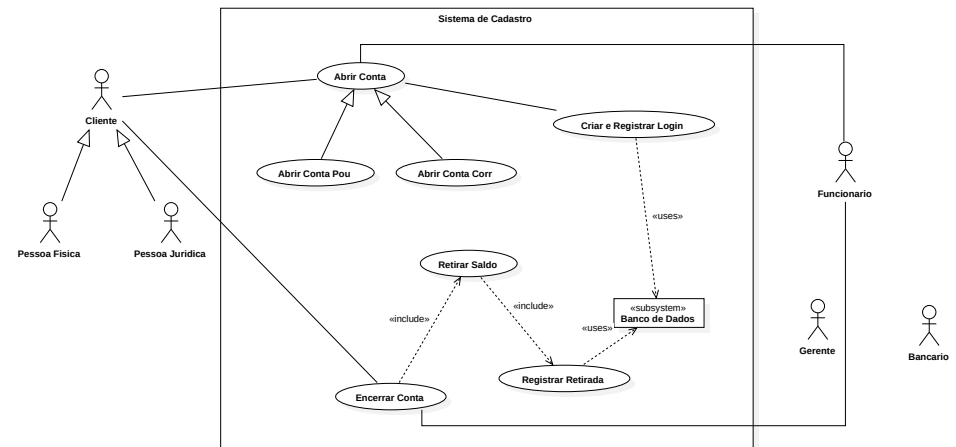 Sistema de Cadastro
Abrir Conta
Cliente
Criar e Registrar Login
Abrir Conta Pou
Abrir Conta Corr
Funcionario
Pessoa Fisica
Pessoa Juridica
«uses»
Retirar Saldo
«include»
«include»
«subsystem»
Banco de Dados
«uses»
Gerente
Bancario
Registrar Retirada
Encerrar Conta